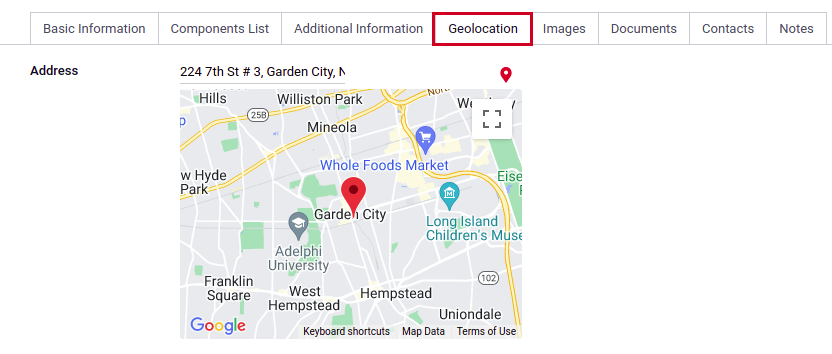 Basic Information
Components List
Additional Information
Geolocation
Images
Documents
Contacts
Notes
Address
224 7th St # 3, Garden City, N
Hills
Williston Park
25B
Mineola
Whole Foods Market
w Hyde
Park
Eise
Garden City
Long Island
Children's Muse
Adelphi
University
102
Franklin
Square
West
Hempstead
Hempstead
Uniondale
Google
Keyboard shortcuts
Map Data
Terms of Use